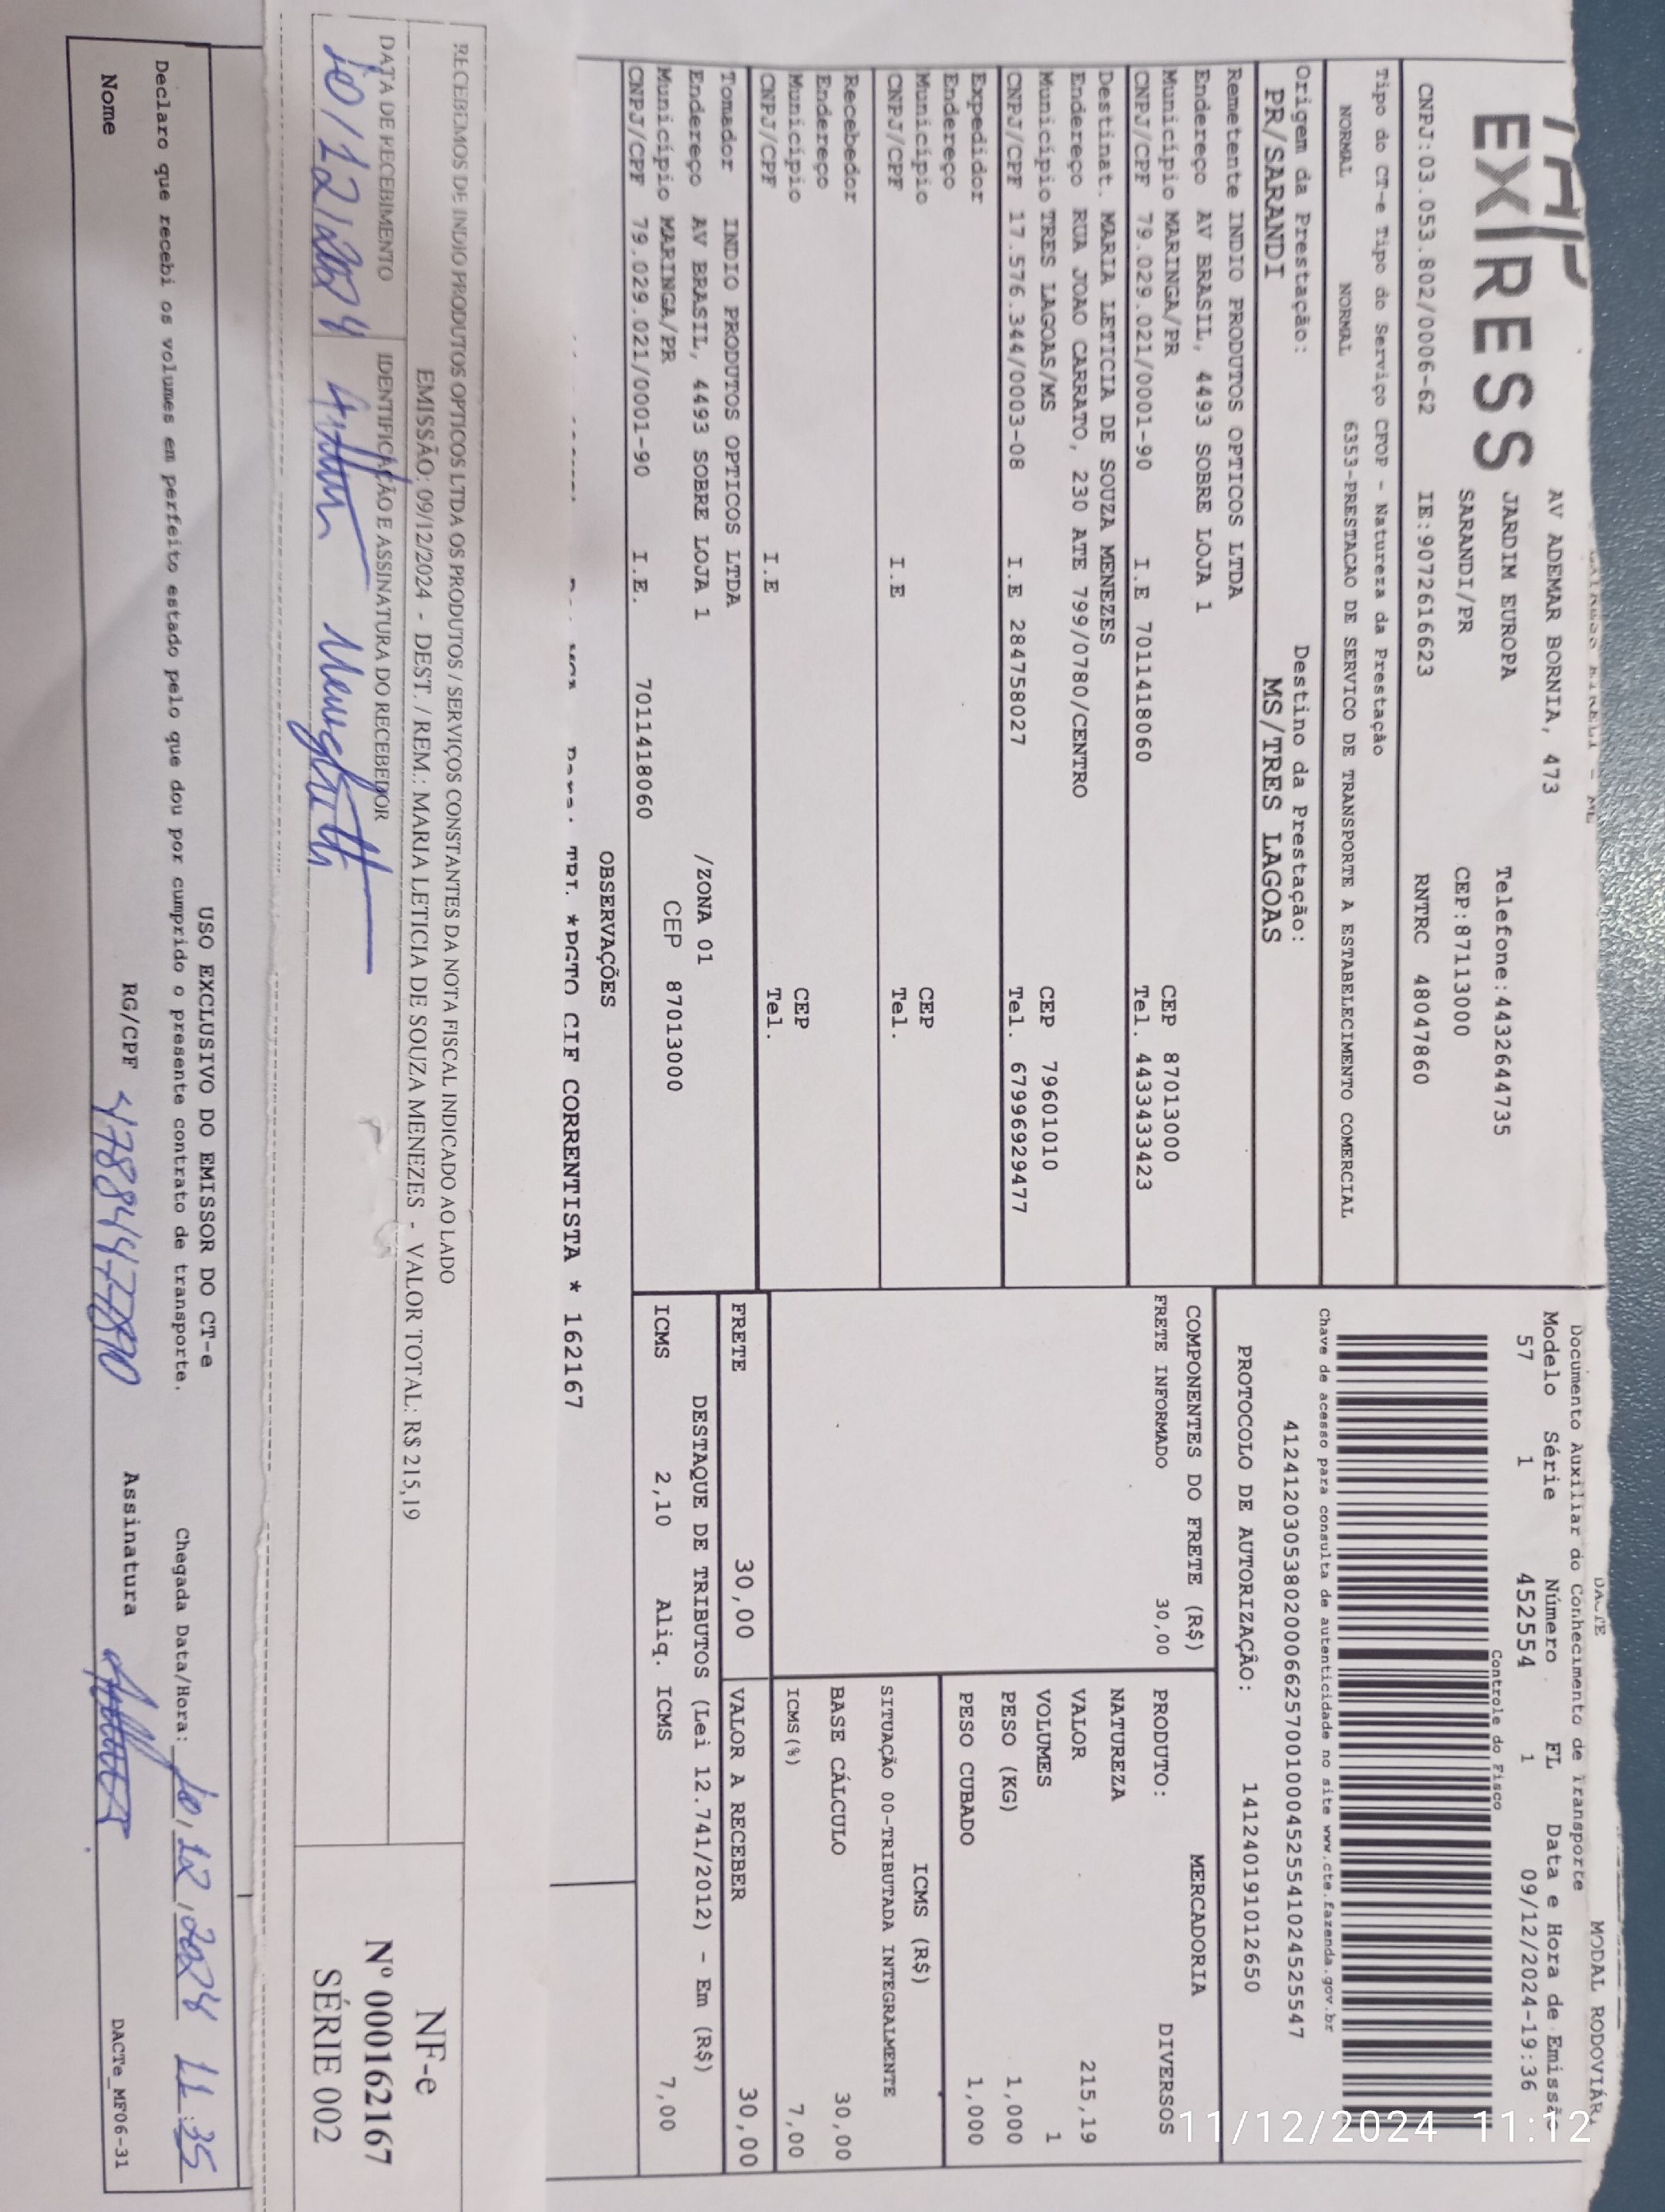 EXPRESS
AV ADEMAR BORNIA, 473
JARDIM EUROPA
Telefone:4432644735
SARANDI/PR
CEP:87113000
CNPJ:03.053.802/0006-62 IE:9072616623 RNTRC 48047860
Tipo do CT-e Tipo do Serviço CFOP - Natureza da Prestação
NORMAL NORMAL 6353-PRESTACAO DE SERVICO DE TRANSPORTE A ESTABELECIMENTO COMERCIAL
Origem da Prestação: Destino da Prestação:
PR/SARANDI MS/TRES LAGOAS
Remetente INDIO PRODUTOS OPTICOS LTDA
Endereço AV BRASIL, 4493 SOBRE LOJA 1
Município MARINGA/PR CEP 87013000
CNPJ/CPF 79.029.021/0001-90 I.E 7011418060 Tel. 443343​3423
Destinat. MARIA LETICIA DE SOUZA MENEZES
Endereço RUA JOAO CARRATO, 230 ATE 799/0780/CENTRO
Município TRES LAGOAS/MS CEP 79601010
CNPJ/CPF 17.576.344/0003-08 I.E 284758027 Tel. 67996929477
Expedidor
Endereço
Município CEP
CNPJ/CPF I.E Tel.
Recebedor
Endereço
Município CEP
CNPJ/CPF I.E Tel.
Tomador INDIO PRODUTOS OPTICOS LTDA
Endereço AV BRASIL, 4493 SOBRE LOJA 1 /ZONA 01
Município MARINGA/PR CEP 87013000
CNPJ/CPF 79.029.021/0001-90 I.E. 7011418060
OBSERVAÇÕES
*PGTO CIF CORRENTISTA * 162167
DACTE MODAL RODOVIÁR
Documento Auxiliar do Conhecimento de Transporte
Modelo Série Número FL Data e Hora de Emissão
57 1 452554 1 09/12/2024-19:36
Controle do Fisco
Chave de acesso para consulta de autenticidade no site www.cte.fazenda.gov.br
41241203053802000662570010004525541024525547
PROTOCOLO DE AUTORIZAÇÃO: 141240191012650
COMPONENTES DO FRETE (R$)
FRETE INFORMADO 30,00
MERCADORIA
PRODUTO: DIVERSOS
NATUREZA
VALOR 215,19
VOLUMES 1
PESO (KG) 1,000
PESO CUBADO 1,000
ICMS (R$)
SITUAÇÃO 00-TRIBUTADA INTEGRALMENTE
BASE CÁLCULO 30,00
ICMS(%) 7,00
FRETE 30,00 VALOR A RECEBER 30,00
DESTAQUE DE TRIBUTOS (Lei 12.741/2012) - Em (R$)
ICMS 2,10 Aliq. ICMS 7,00
RECEBEMOS DE INDIO PRODUTOS OPTICOS LTDA OS PRODUTOS / SERVIÇOS CONSTANTES DA NOTA FISCAL INDICADO AO LADO
EMISSÃO: 09/12/2024 - DEST. / REM.: MARIA LETICIA DE SOUZA MENEZES - VALOR TOTAL: R$ 215,19
DATA DE RECEBIMENTO IDENTIFICAÇÃO E ASSINATURA DO RECEBEDOR
10/12/2024
NF-e
Nº 000162167
SÉRIE 002
USO EXCLUSIVO DO EMISSOR DO CT-e
Declaro que recebi os volumes em perfeito estado pelo que dou por cumprido o presente contrato de transporte. Chegada Data/Hora: 10/12/2024 11:35
Nome RG/CPF Assinatura
DACTe_MF06-31
11/12/2024 11:12